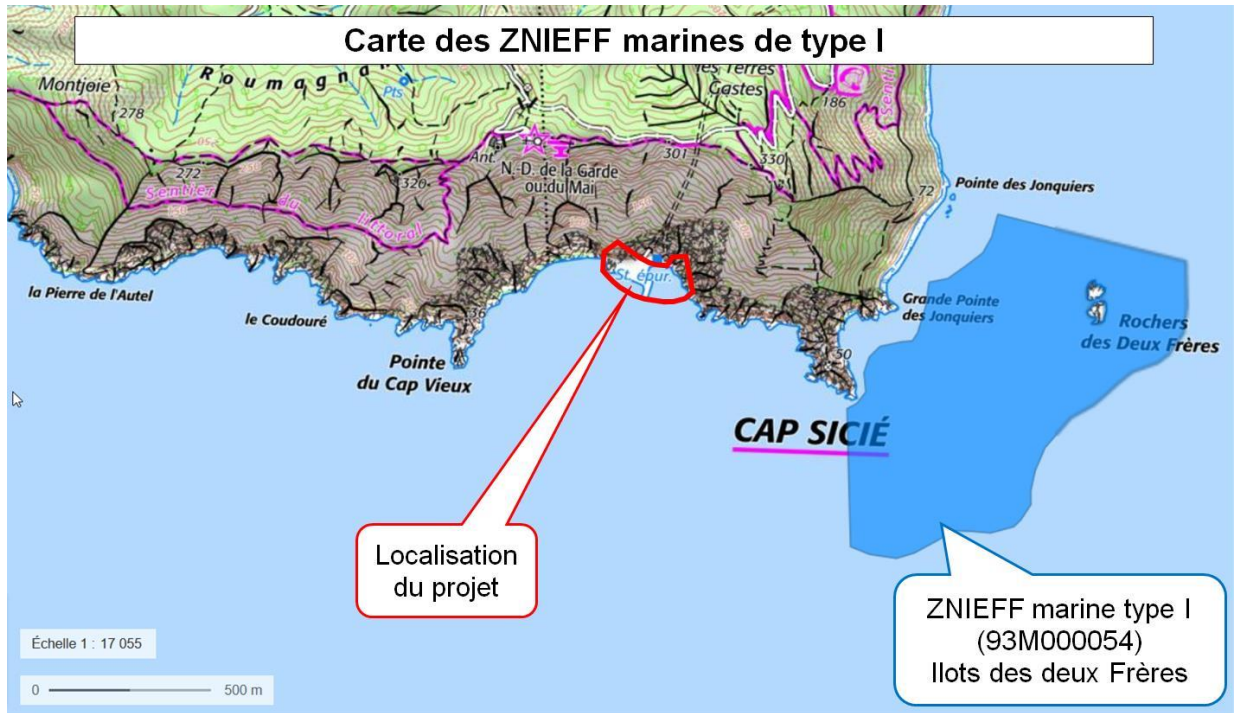 Carte des ZNIEFF marines de type I
Montjoie
278
Roumagnan
Pts
les Terres
Gastes
186
Sentier
Ant.
N.-D. de la Garde
ou du Mai
301
330
272
320
Sentier du littoral
72
Pointe des Jonquiers
la Pierre de l'Autel
le Coudouré
36
Pointe
du Cap Vieux
St. épur.
Grande Pointe
des Jonquiers
Rochers
des Deux Frères
50
CAP SICIÉ
Localisation
du projet
ZNIEFF marine type I
(93M000054)
Ilots des deux Frères
Échelle 1 : 17 055
0 500 m